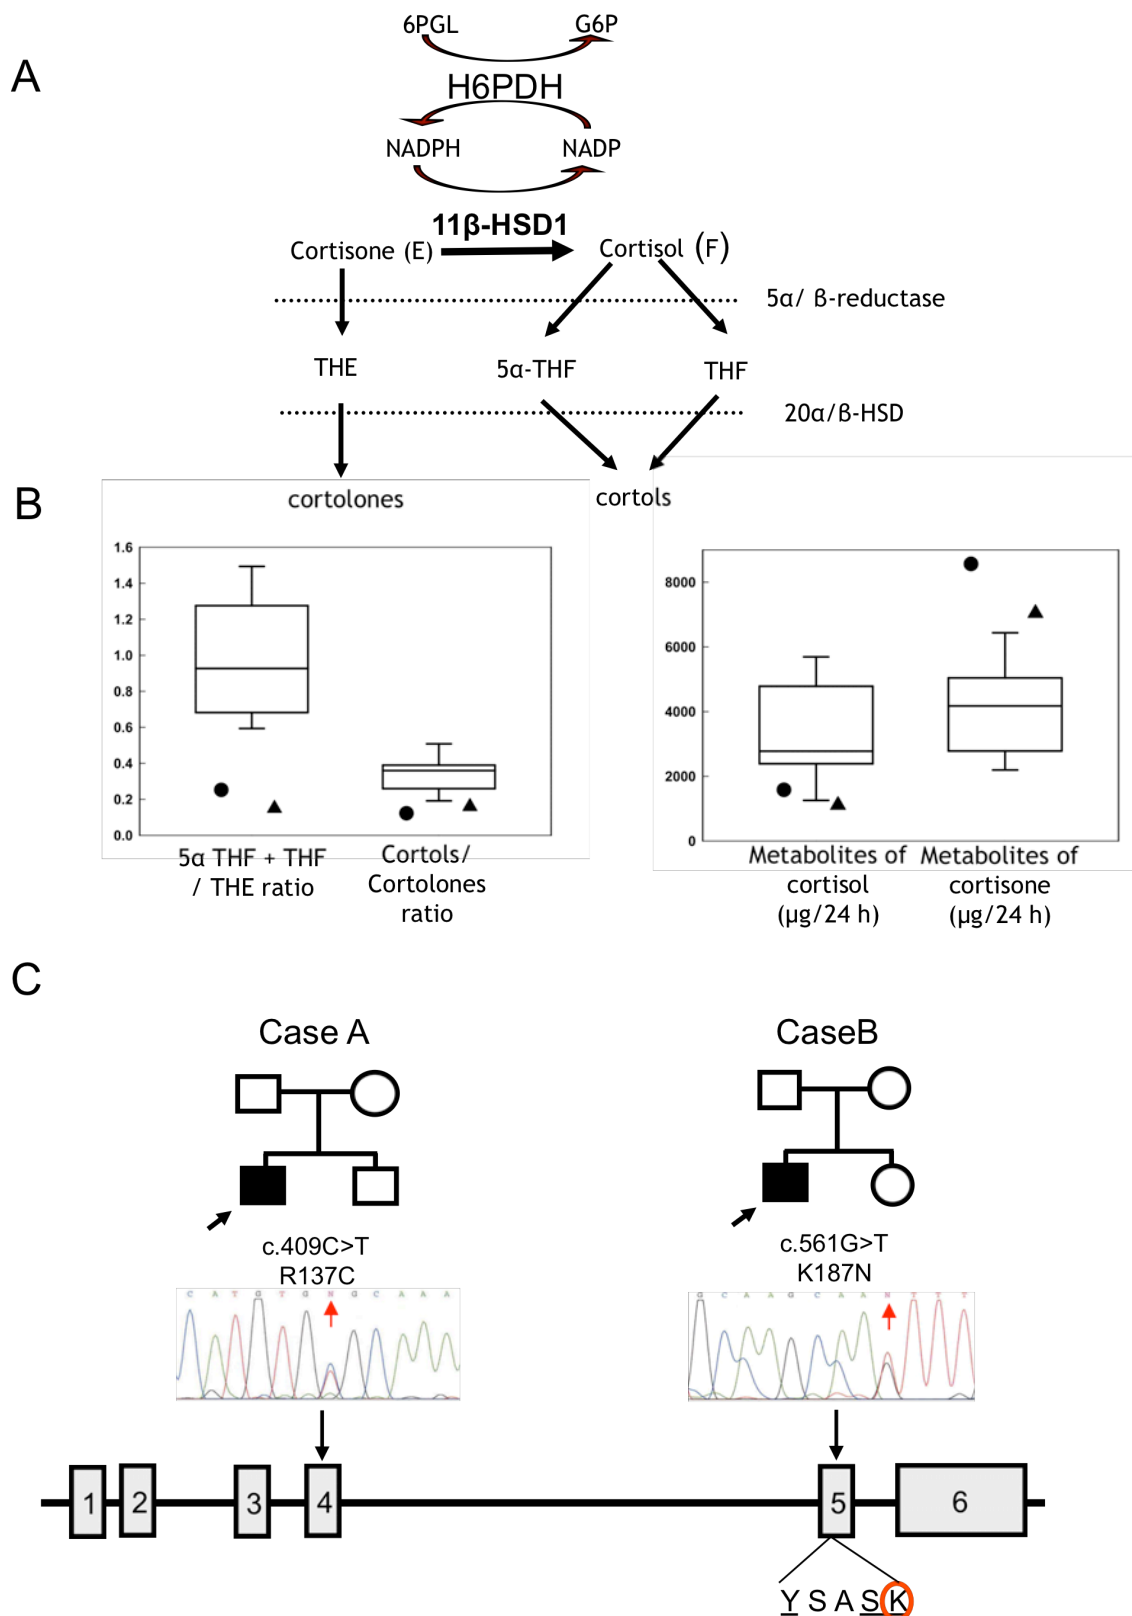 6PGL G6P
A
H6PDH
NADPH NADP
11β-HSD1
Cortisone (E) Cortisol (F)
5α/ β-reductase
THE 5α-THF THF
20α/β-HSD
B
cortolones cortols
1.6
1.4
1.2
1.0
0.8
0.6
0.4
0.2
0.0
5α THF + THF
/ THE ratio
Cortols/
Cortolones
ratio
8000
6000
4000
2000
0
Metabolites of
cortisol
(µg/24 h)
Metabolites of
cortisone
(µg/24 h)
C
Case A
c.409C>T
R137C
C A T G T G N G C A A A
CaseB
c.561G>T
K187N
G C A A G C A A N T T T
1 2 3 4 5 6
Y S A S K